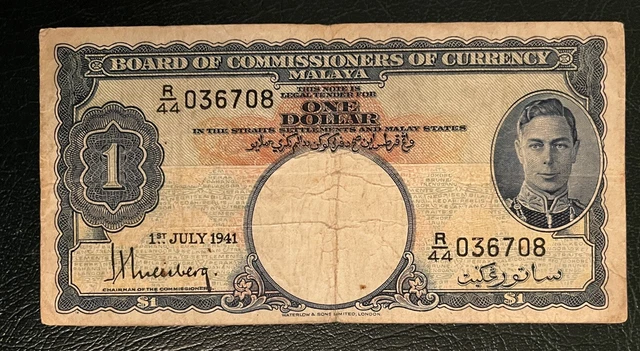 BOARD OF COMMISSIONERS OF CURRENCY
MALAYA
THIS NOTE IS
LEGAL TENDER FOR
ONE
DOLLAR
IN THE STRAITS SETTLEMENTS AND MALAY STATES
R/44 036708
1
1ST JULY 1941
R/44 036708
CHAIRMAN OF THE COMMISSIONERS
ساتو رڠݢيت
$1
$1
WATERLOW & SONS LIMITED, LONDON.